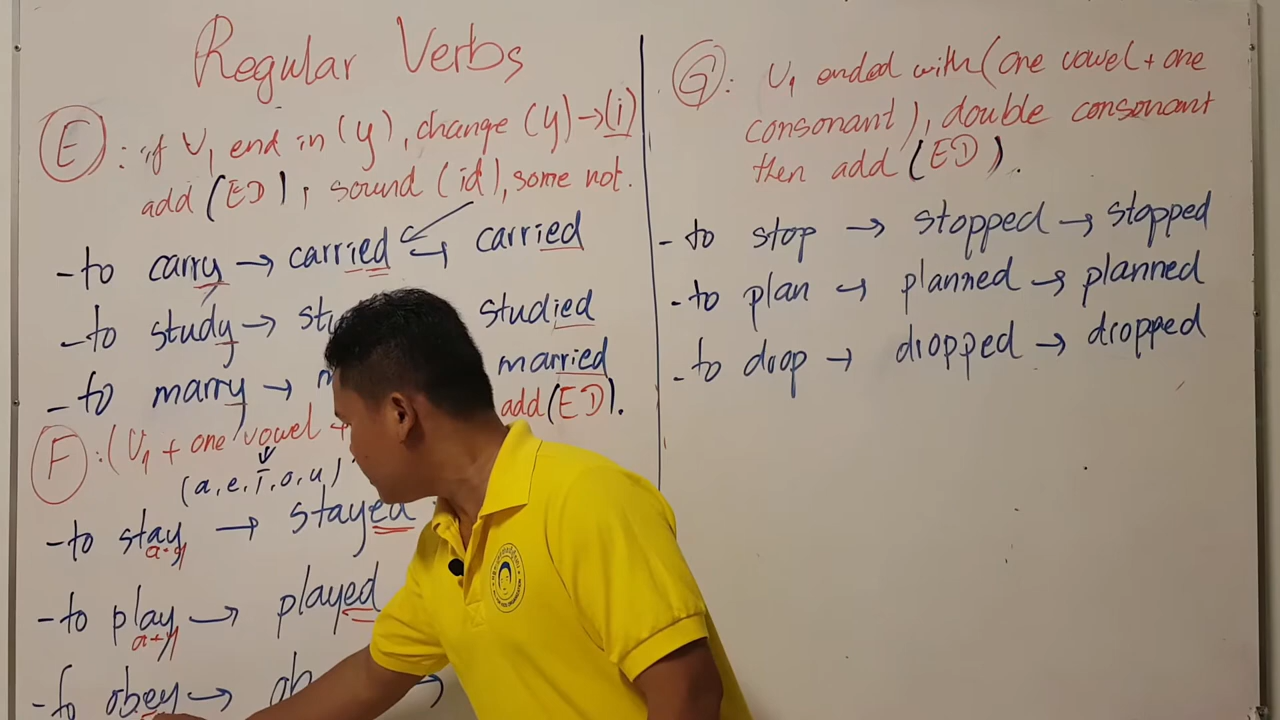 Regular Verbs
E : if V1 end in (y), change (y) → (i)
add (ED), sound (id), some not.
- to carry → carried → carried
- to study → studied
- to marry → married
F : (V1 + one vowel + add (ED).
(a, e, i, o, u)
- to stay → stayed
a + y
- to play → played
a + y
- to obey →
G : V1 ended with (one vowel + one
consonant), double consonant
then add (ED).
- to stop → stopped → stopped
- to plan → planned → planned
- to drop → dropped → dropped